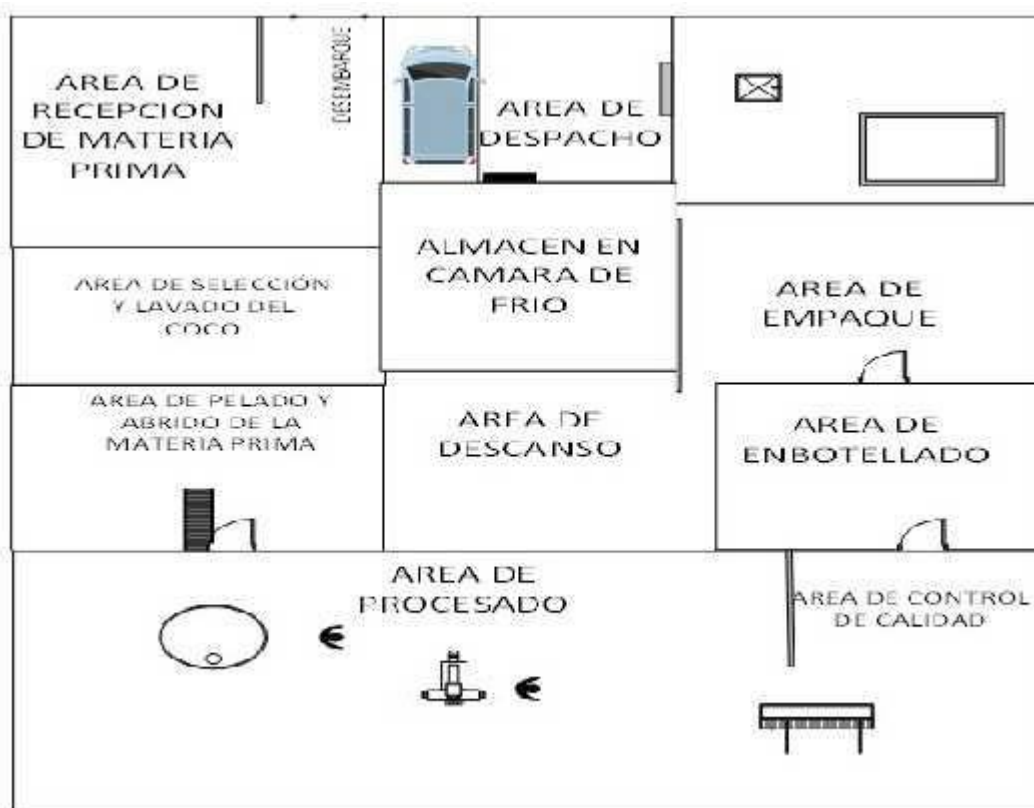 AREA DE
RECEPCION
DE MATERIA
PRIMA
DESEMBARQUE
AREA DE
DESPACHO
AREA DE SELECCIÓN
Y LAVADO DEL
COCO
ALMACEN EN
CAMARA DE
FRIO
AREA DE
EMPAQUE
AREA DE PELADO Y
ABRIDO DE LA
MATERIA PRIMA
AREA DE
DESCANSO
AREA DE
ENBOTELLADO
AREA DE
PROCESADO
AREA DE CONTROL
DE CALIDAD